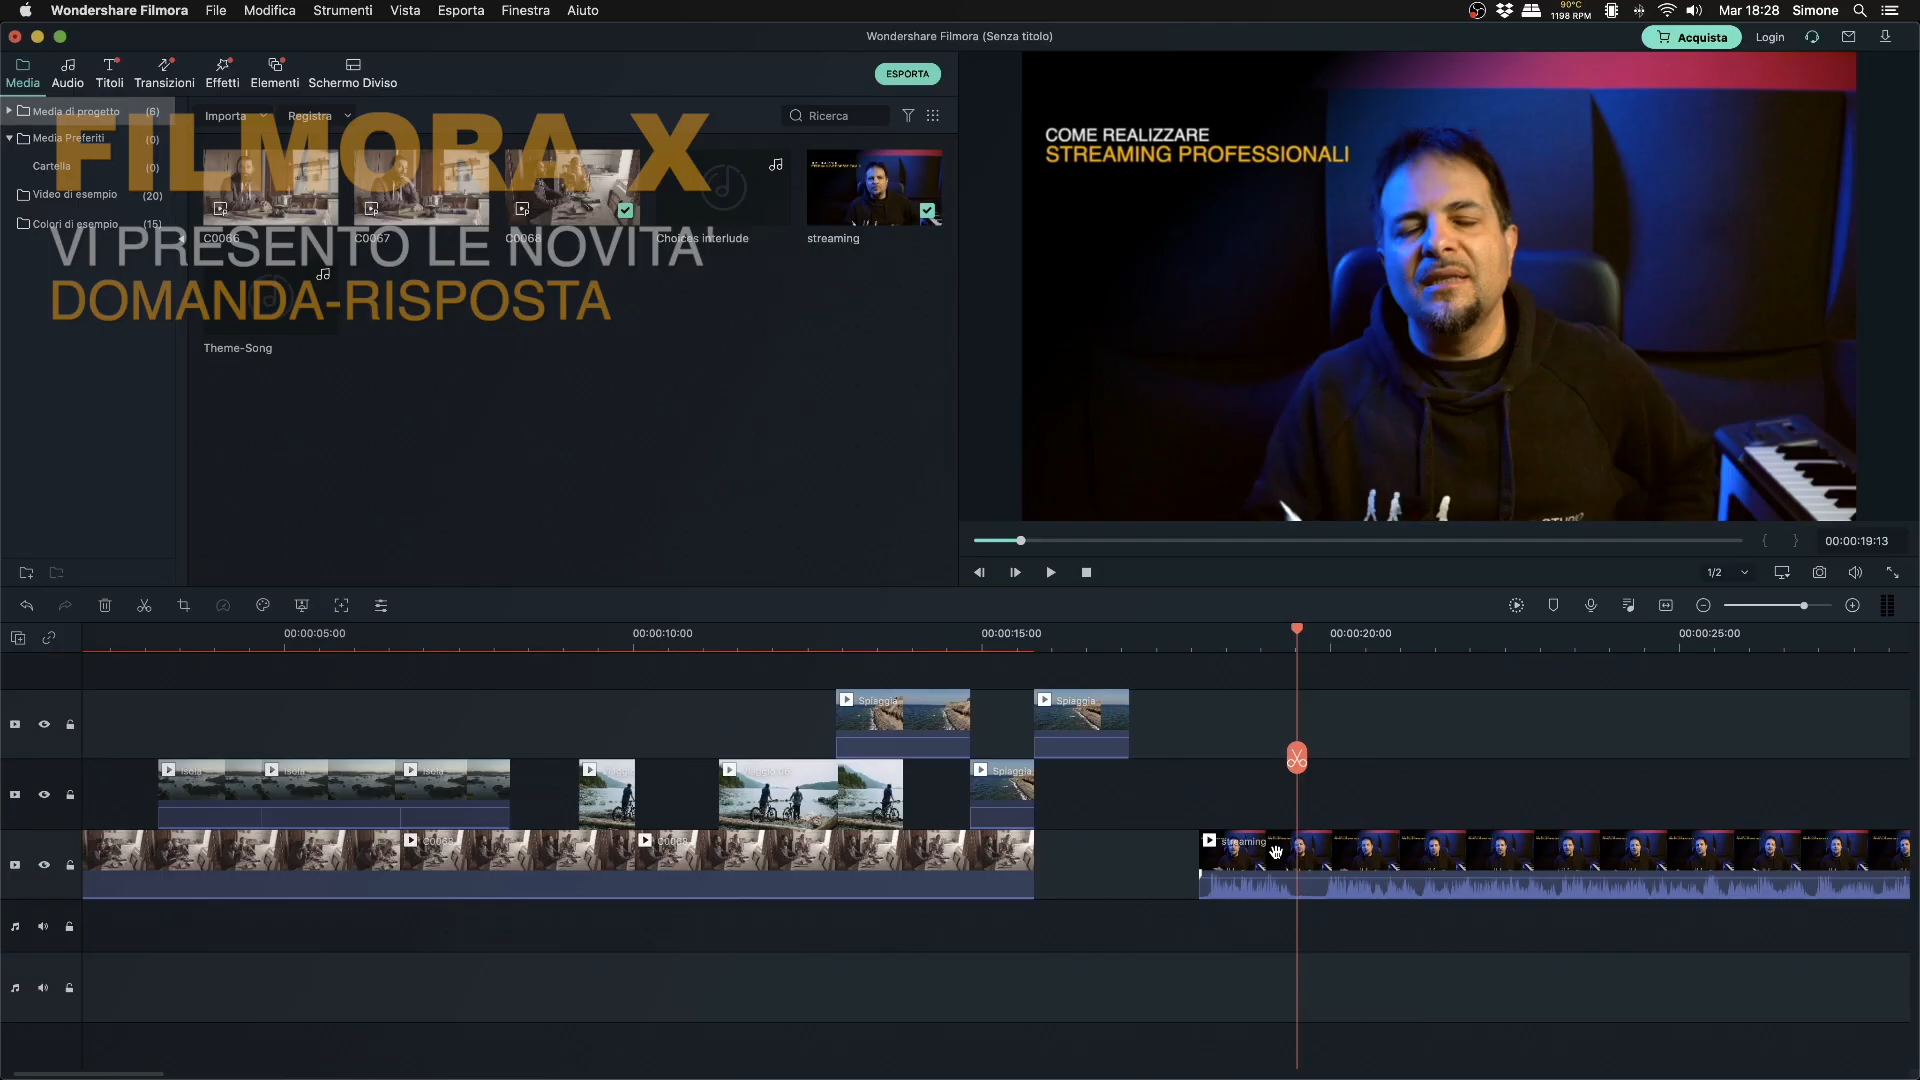 Wondershare Filmora File Modifica Strumenti Vista Esporta Finestra Aiuto
90°C
1198 RPM
Mar 18:28 Simone
Wondershare Filmora (Senza titolo)
Acquista Login
Media Audio Titoli Transizioni Effetti Elementi Schermo Diviso
ESPORTA
Media di progetto (6)
Media Preferiti (0)
Cartella (0)
Video di esempio (20)
Colori di esempio (15)
Importa Registra Ricerca
FILMORA X
VI PRESENTO LE NOVITA'
DOMANDA-RISPOSTA
C0066 C0067 C0068 Choices interlude streaming
Theme-Song
COME REALIZZARE
STREAMING PROFESSIONALI
00:00:19:13
1/2
00:00:05:00 00:00:10:00 00:00:15:00 00:00:20:00 00:00:25:00
Spiaggia Spiaggia
Isola Isola Isola Spiaggia
streaming